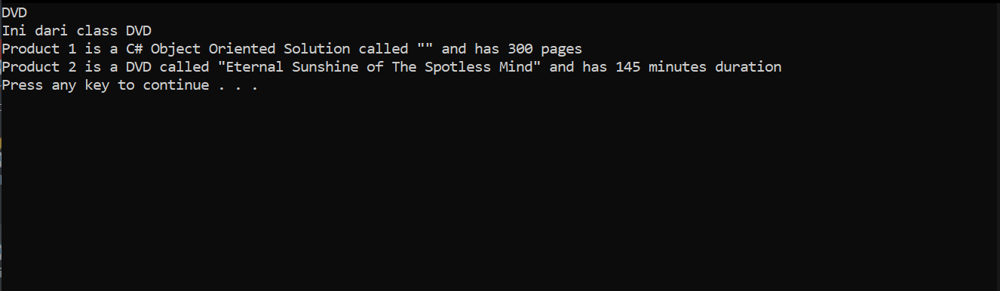 DVD
Ini dari class DVD
Product 1 is a C# Object Oriented Solution called "" and has 300 pages
Product 2 is a DVD called "Eternal Sunshine of The Spotless Mind" and has 145 minutes duration
Press any key to continue . . .